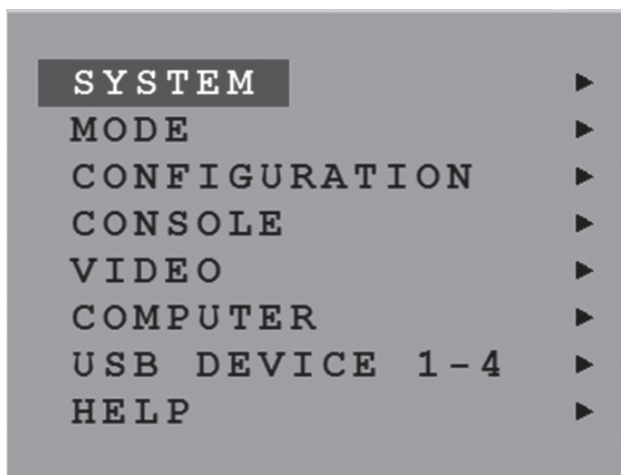 SYSTEM
MODE
CONFIGURATION
CONSOLE
VIDEO
COMPUTER
USB DEVICE 1-4
HELP